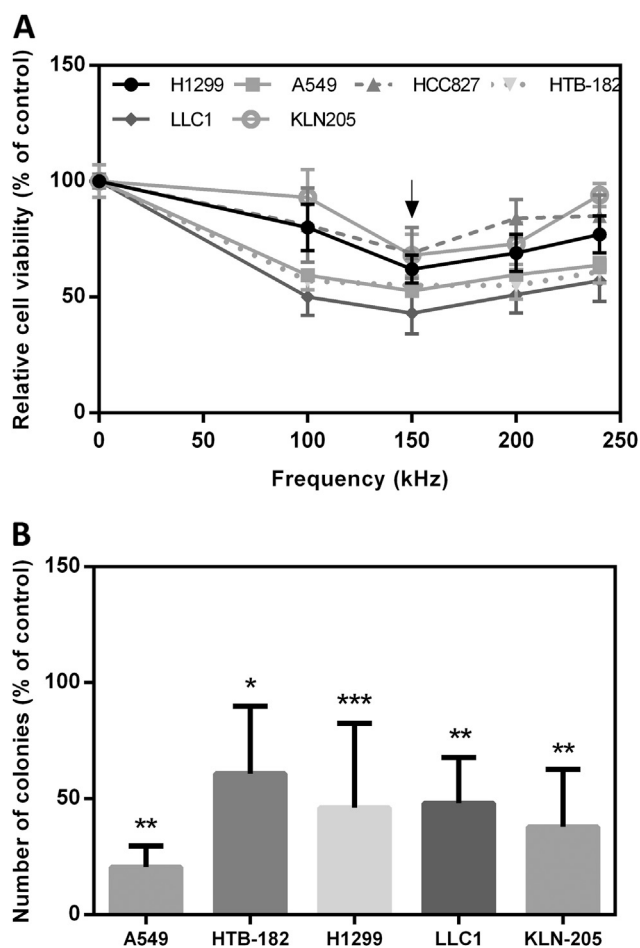 A
Relative cell viability (% of control)
150
100
50
0
H1299 A549 HCC827 HTB-182
LLC1 KLN205
0 50 100 150 200 250
Frequency (kHz)
B
Number of colonies (% of control)
150
100
50
0
** * *** ** **
A549 HTB-182 H1299 LLC1 KLN-205